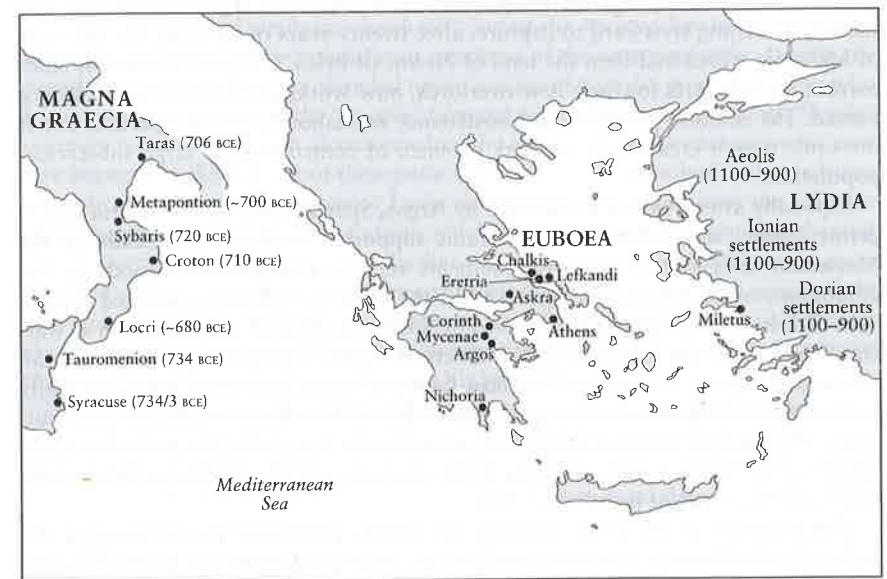 MAGNA
GRAECIA
Taras (706 BCE)
Metapontion (~700 BCE)
Sybaris (720 BCE)
Croton (710 BCE)
Locri (~680 BCE)
Tauromenion (734 BCE)
Syracuse (734/3 BCE)
Mediterranean
Sea
EUBOEA
Chalkis
Lefkandi
Eretria
Askra
Corinth
Mycenae
Argos
Athens
Nichoria
Aeolis
(1100–900)
LYDIA
Ionian
settlements
(1100–900)
Dorian
settlements
(1100–900)
Miletus